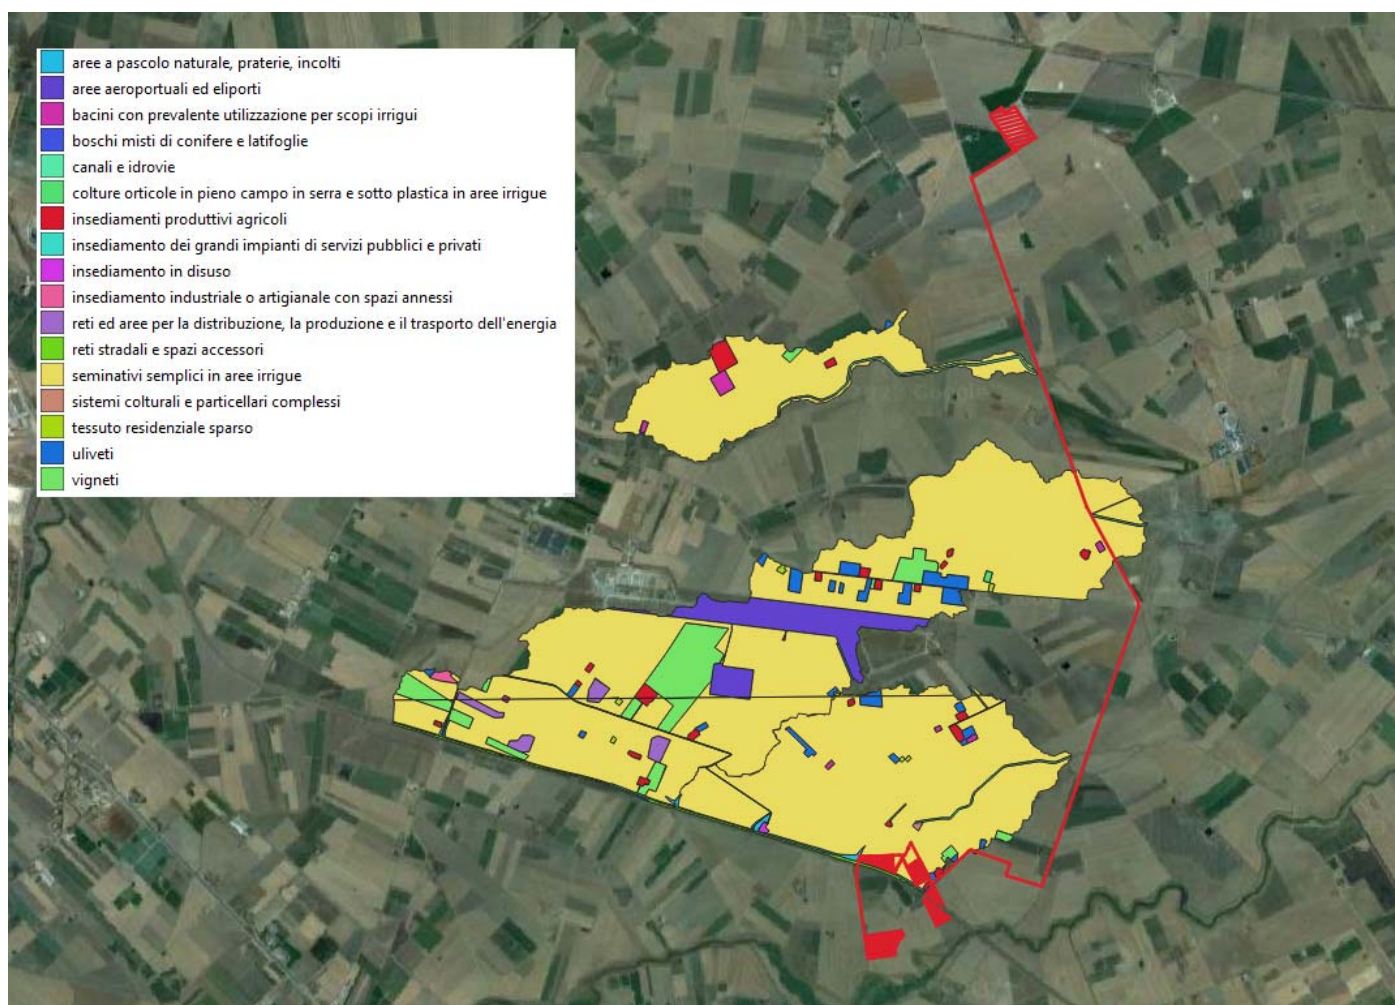 aree a pascolo naturale, praterie, incolti
aree aeroportuali ed eliporti
bacini con prevalente utilizzazione per scopi irrigui
boschi misti di conifere e latifoglie
canali e idrovie
colture orticole in pieno campo in serra e sotto plastica in aree irrigue
insediamenti produttivi agricoli
insediamento dei grandi impianti di servizi pubblici e privati
insediamento in disuso
insediamento industriale o artigianale con spazi annessi
reti ed aree per la distribuzione, la produzione e il trasporto dell'energia
reti stradali e spazi accessori
seminativi semplici in aree irrigue
sistemi colturali e particellari complessi
tessuto residenziale sparso
uliveti
vigneti